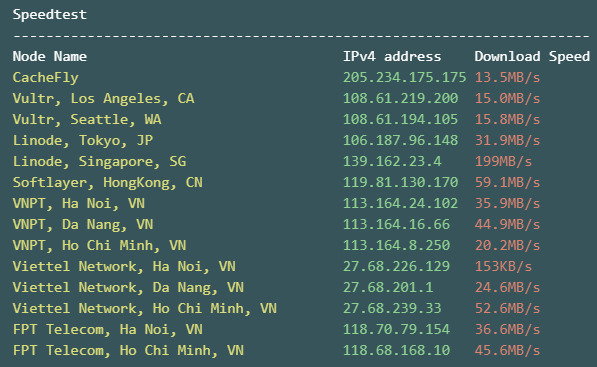 Speedtest
----------------------------------------------------------------------
Node Name IPv4 address Download Speed
CacheFly 205.234.175.175 13.5MB/s
Vultr, Los Angeles, CA 108.61.219.200 15.0MB/s
Vultr, Seattle, WA 108.61.194.105 15.8MB/s
Linode, Tokyo, JP 106.187.96.148 31.9MB/s
Linode, Singapore, SG 139.162.23.4 199MB/s
Softlayer, HongKong, CN 119.81.130.170 59.1MB/s
VNPT, Ha Noi, VN 113.164.24.102 35.9MB/s
VNPT, Da Nang, VN 113.164.16.66 44.9MB/s
VNPT, Ho Chi Minh, VN 113.164.8.250 20.2MB/s
Viettel Network, Ha Noi, VN 27.68.226.129 153KB/s
Viettel Network, Da Nang, VN 27.68.201.1 24.6MB/s
Viettel Network, Ho Chi Minh, VN 27.68.239.33 52.6MB/s
FPT Telecom, Ha Noi, VN 118.70.79.154 36.6MB/s
FPT Telecom, Ho Chi Minh, VN 118.68.168.10 45.6MB/s